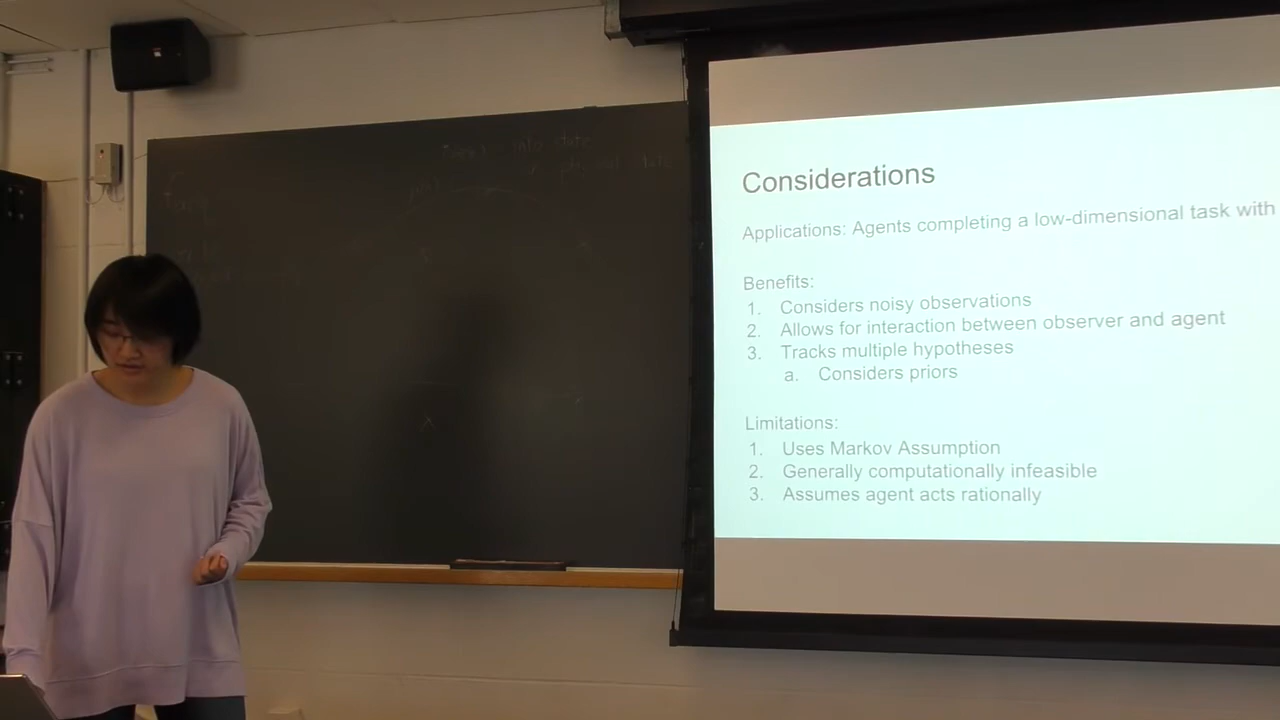 info state
Considerations
Applications: Agents completing a low-dimensional task with
Benefits:
1. Considers noisy observations
2. Allows for interaction between observer and agent
3. Tracks multiple hypotheses
a. Considers priors
Limitations:
1. Uses Markov Assumption
2. Generally computationally infeasible
3. Assumes agent acts rationally